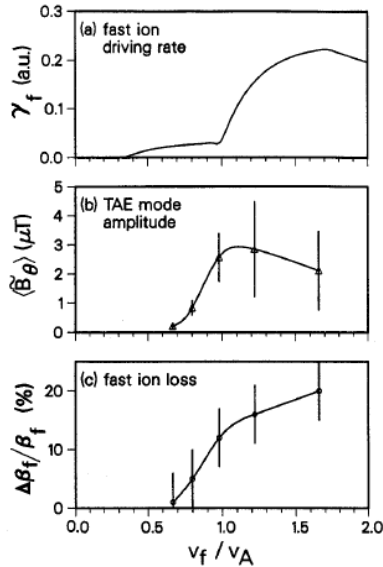 (a) fast ion
driving rate
γf (a.u.)
0.3
0.2
0.1
0.0
(b) TAE mode
amplitude
⟨B̃θ⟩ (μT)
5
4
3
2
1
0
(c) fast ion loss
Δβf/βf (%)
20
10
0
0.0 0.5 1.0 1.5 2.0
vf / vA